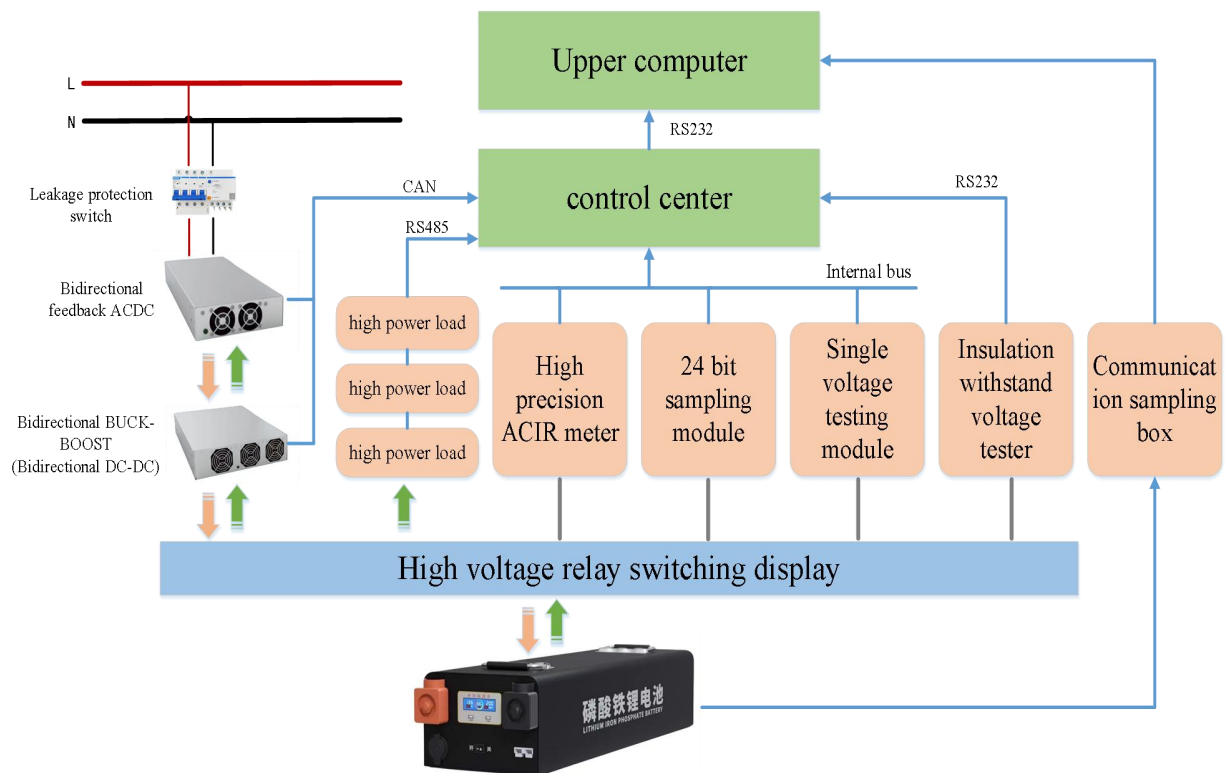 Upper computer
L
N
RS232
Leakage protection
switch
CAN
control center
RS232
RS485
Bidirectional
feedback ACDC
Internal bus
high power load
high power load
high power load
High
precision
ACIR meter
24 bit
sampling
module
Single
voltage
testing
module
Insulation
withstand
voltage
tester
Communicat
ion sampling
box
Bidirectional BUCK-
BOOST
(Bidirectional DC-DC)
High voltage relay switching display
磷酸铁锂电池
LITHIUM IRON PHOSPHATE BATTERY